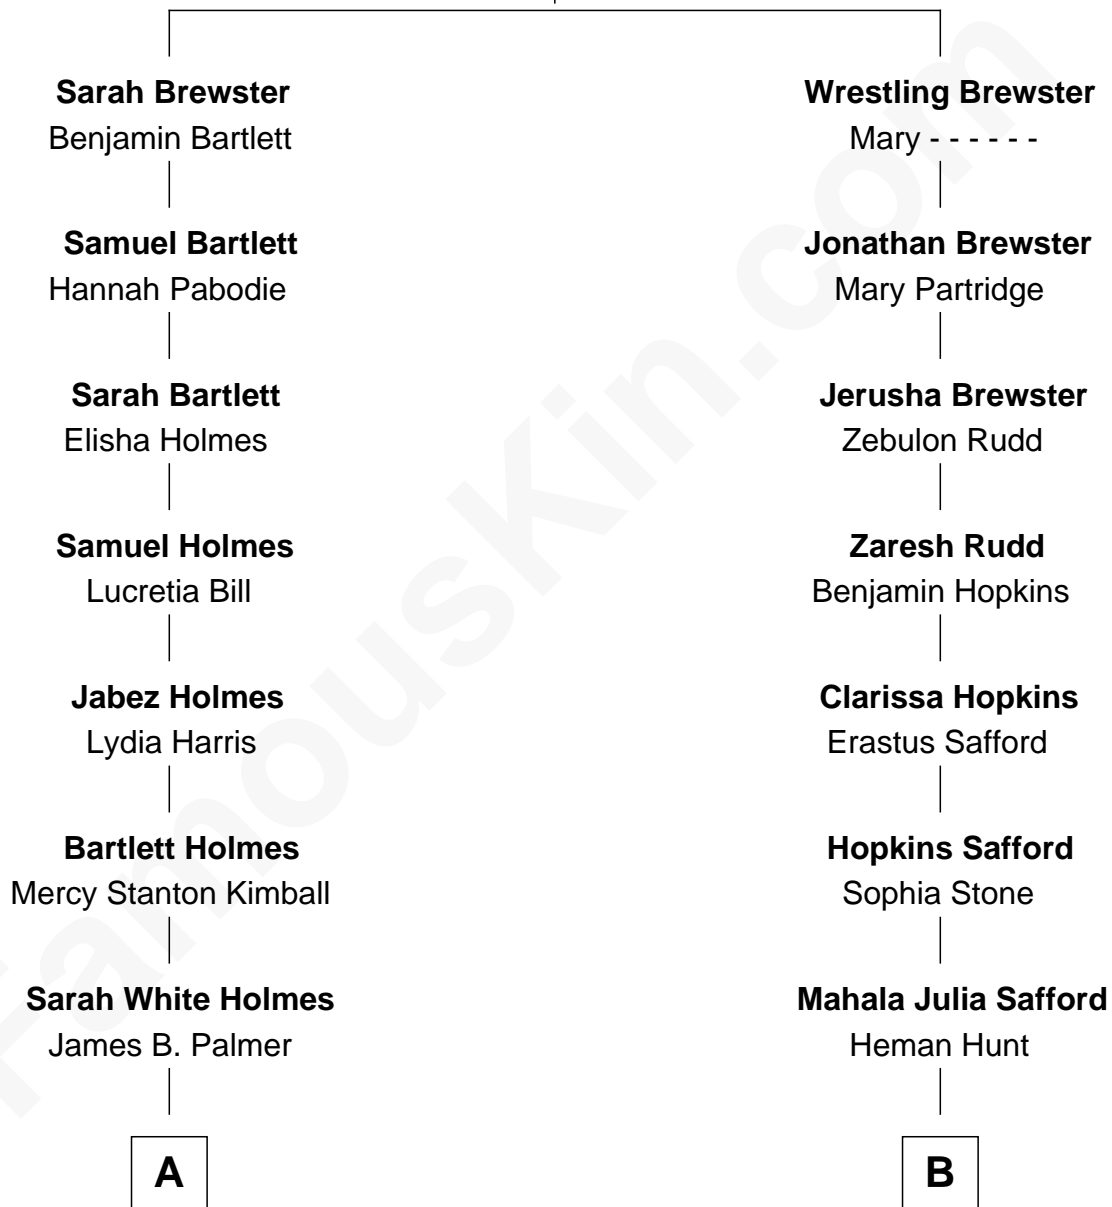 Sarah Brewster
Benjamin Bartlett
Samuel Bartlett
Hannah Pabodie
Sarah Bartlett
Elisha Holmes
Samuel Holmes
Lucretia Bill
Jabez Holmes
Lydia Harris
Bartlett Holmes
Mercy Stanton Kimball
Sarah White Holmes
James B. Palmer
A
Wrestling Brewster
Mary - - - - - -
Jonathan Brewster
Mary Partridge
Jerusha Brewster
Zebulon Rudd
Zaresh Rudd
Benjamin Hopkins
Clarissa Hopkins
Erastus Safford
Hopkins Safford
Sophia Stone
Mahala Julia Safford
Heman Hunt
B
FamousKin.com